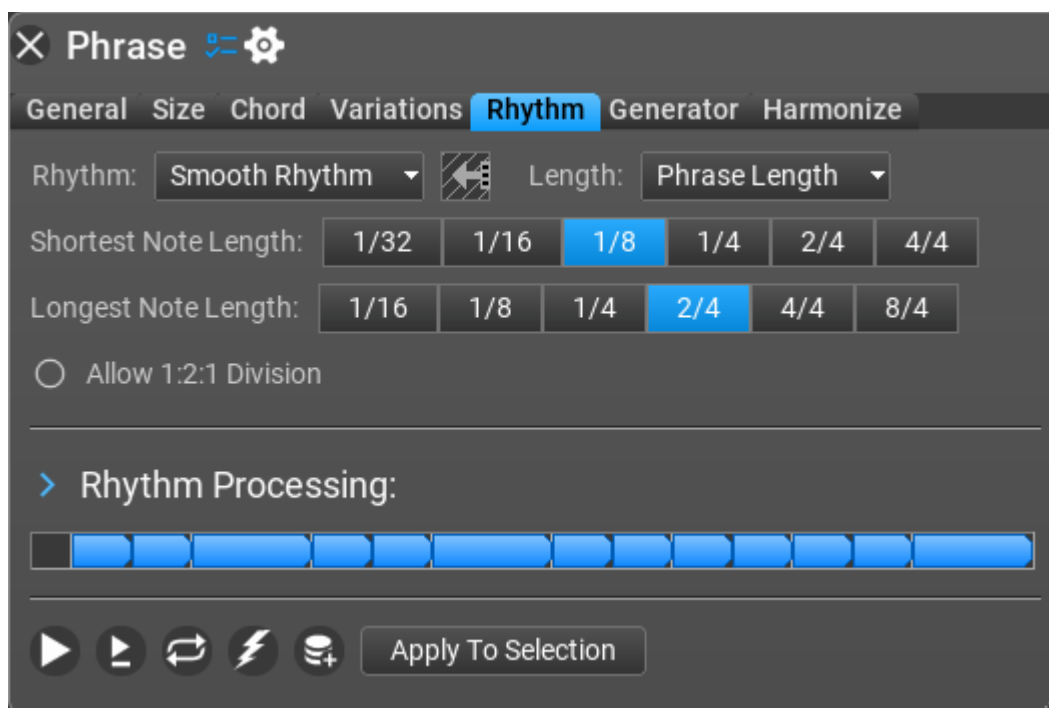 Phrase
General Size Chord Variations Rhythm Generator Harmonize
Rhythm: Smooth Rhythm Length: Phrase Length
Shortest Note Length: 1/32 1/16 1/8 1/4 2/4 4/4
Longest Note Length: 1/16 1/8 1/4 2/4 4/4 8/4
Allow 1:2:1 Division
Rhythm Processing:
Apply To Selection